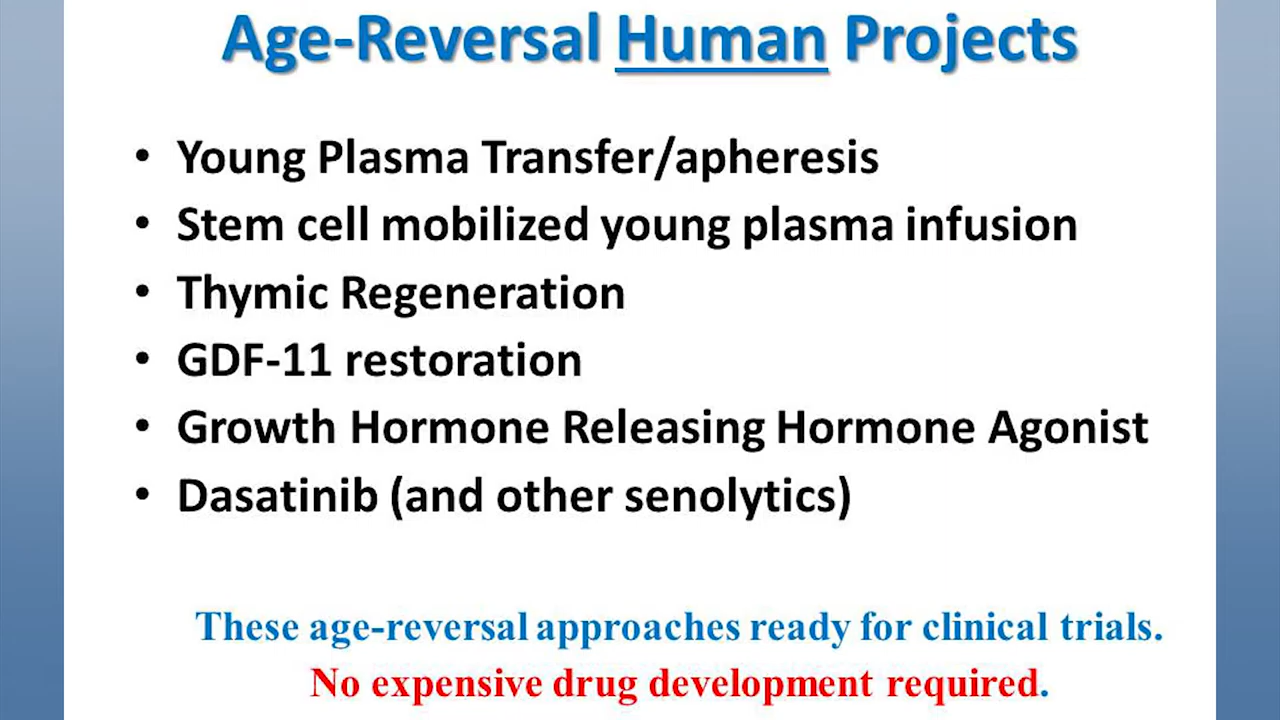 Age-Reversal Human Projects
• Young Plasma Transfer/apheresis
• Stem cell mobilized young plasma infusion
• Thymic Regeneration
• GDF-11 restoration
• Growth Hormone Releasing Hormone Agonist
• Dasatinib (and other senolytics)
These age-reversal approaches ready for clinical trials.
No expensive drug development required.